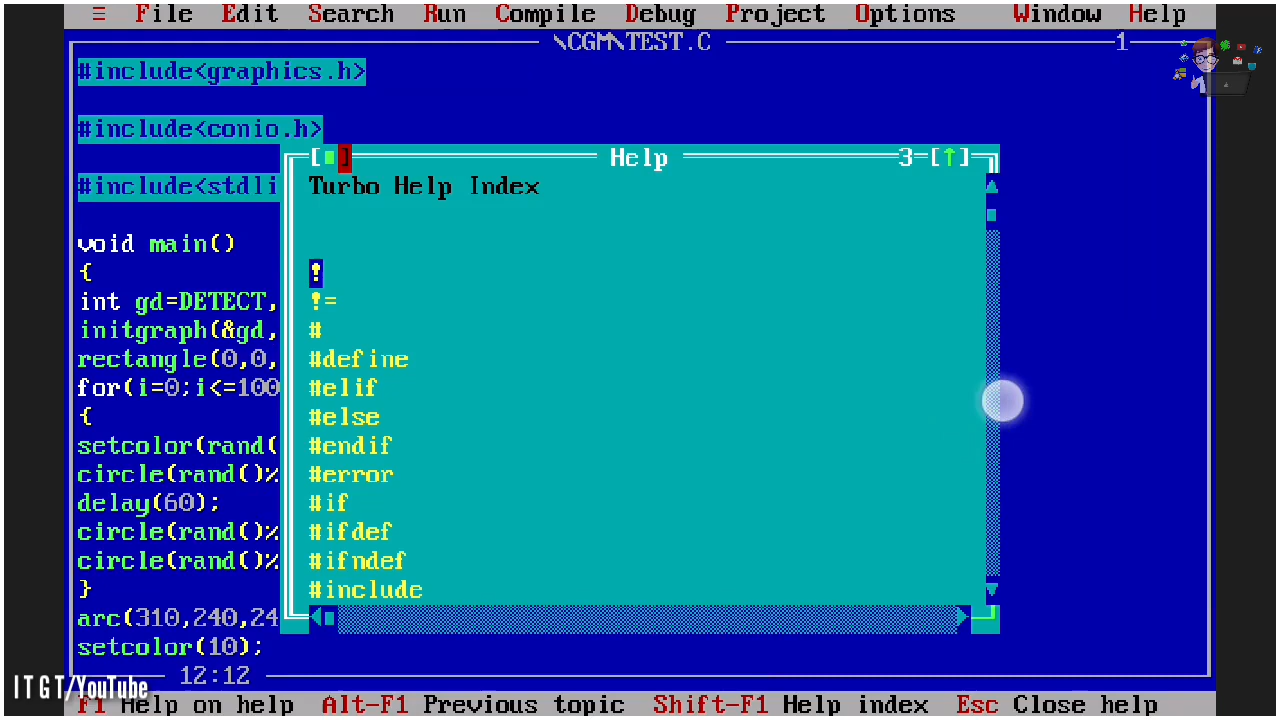 ≡ File Edit Search Run Compile Debug Project Options Window Help
\CGM\TEST.C 1
#include<graphics.h>
#include<conio.h>
[■] Help 3=[↑]
#include<stdli
Turbo Help Index
void main()
{
!
int gd=DETECT,
!=
initgraph(&gd,
#
rectangle(0,0,
#define
for(i=0;i<=100
#elif
{
#else
setcolor(rand(
#endif
circle(rand()%
#error
delay(60);
#if
circle(rand()%
#ifdef
circle(rand()%
#ifndef
}
#include
arc(310,240,24
setcolor(10);
12:12
ITGT/YouTube
F1 Help on help Alt-F1 Previous topic Shift-F1 Help index Esc Close help